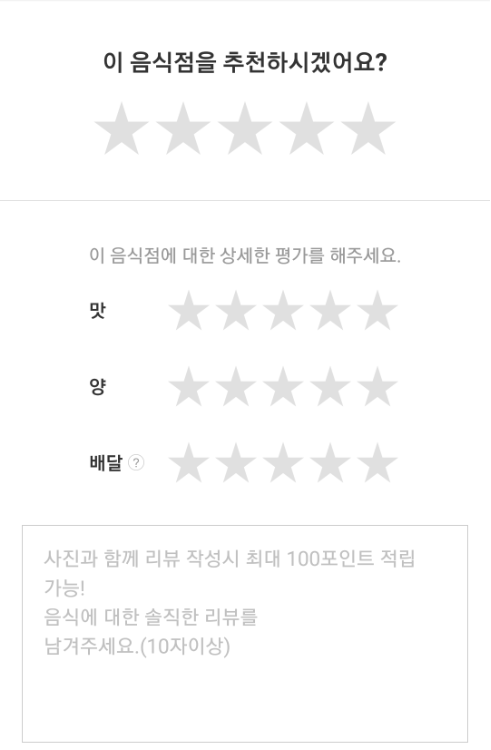 이 음식점을 추천하시겠어요?
이 음식점에 대한 상세한 평가를 해주세요.
맛
양
배달 ?
사진과 함께 리뷰 작성시 최대 100포인트 적립
가능!
음식에 대한 솔직한 리뷰를
남겨주세요.(10자이상)